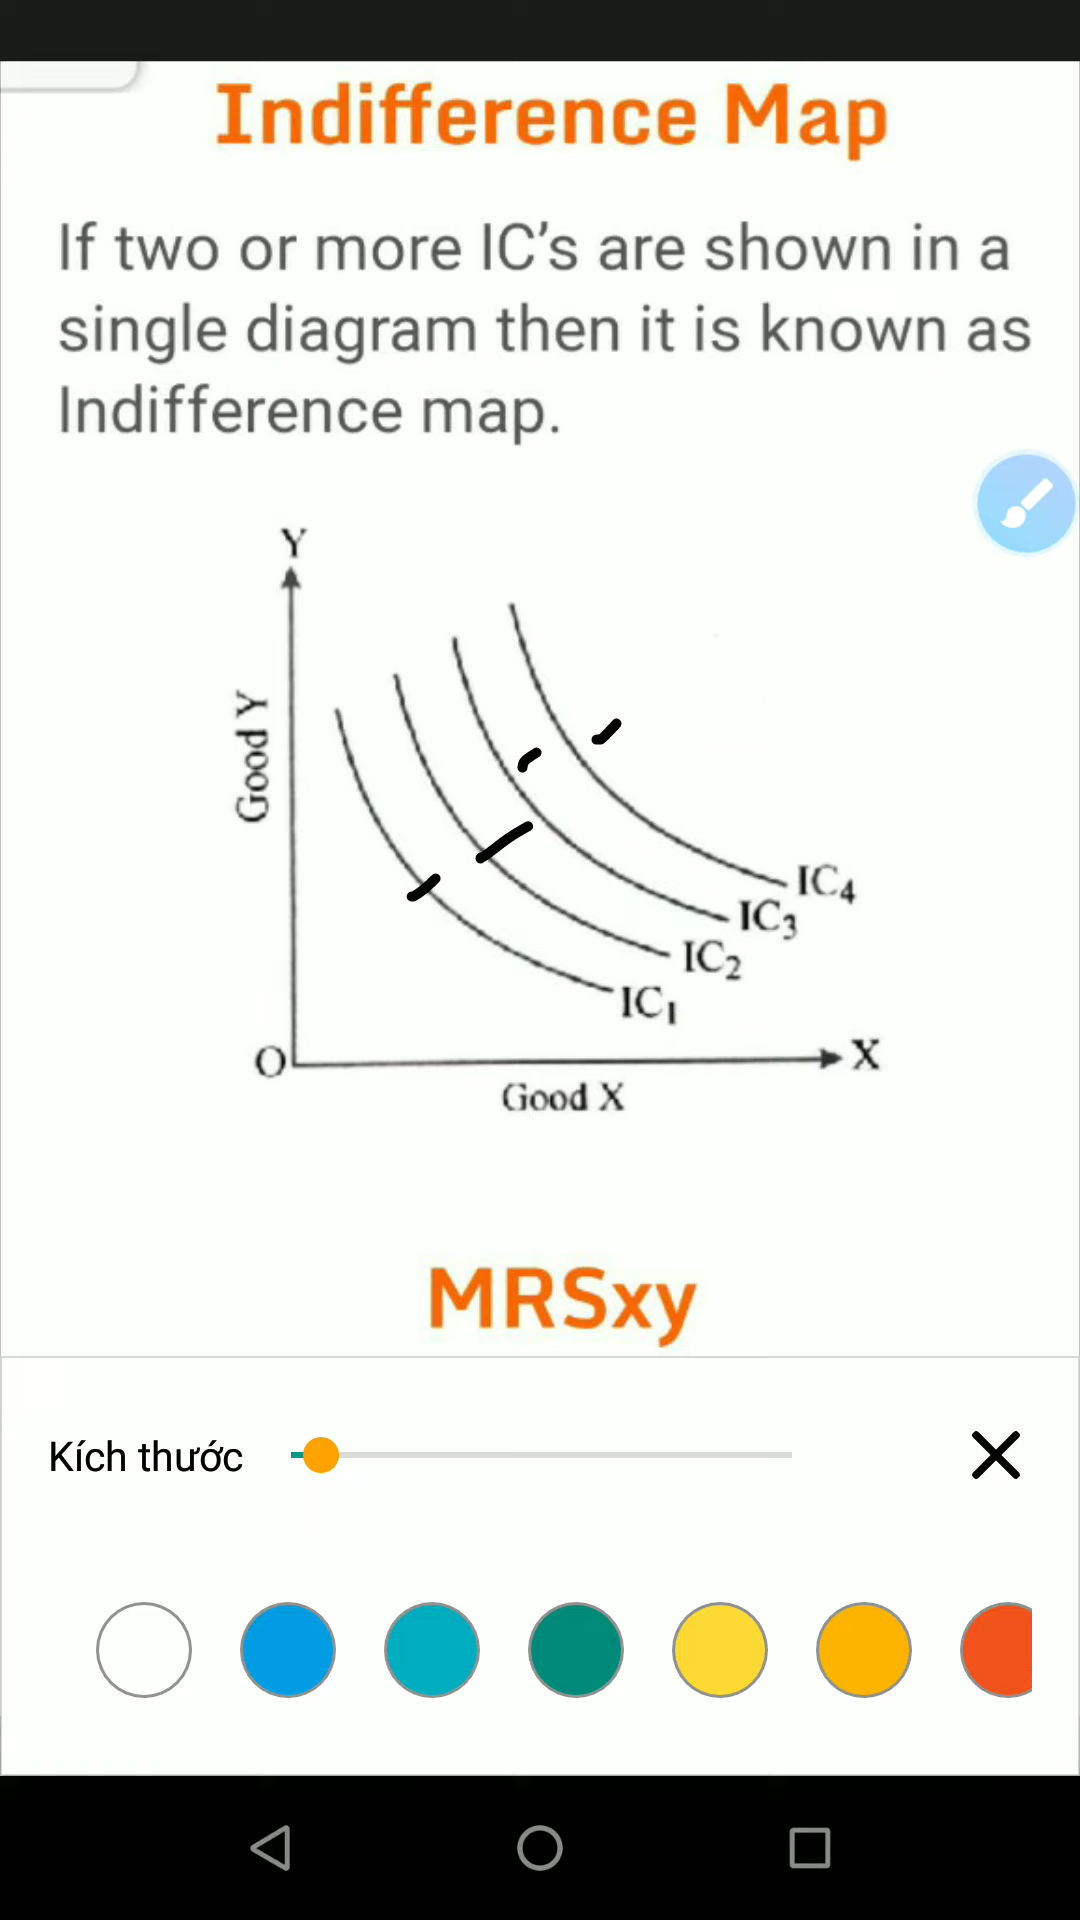 Indifference Map
If two or more IC’s are shown in a
single diagram then it is known as
Indifference map.
Y
Good Y
IC4
IC3
IC2
IC1
O
X
Good X
MRSxy
Kích thước